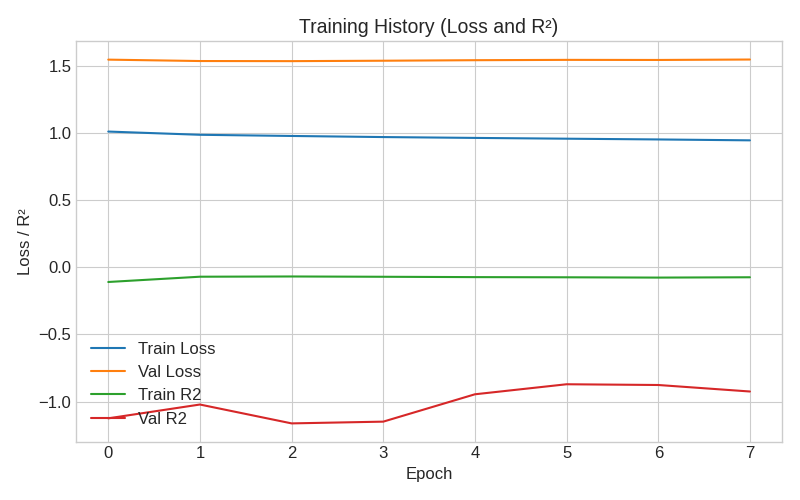 Training History (Loss and R²)
Loss / R²
1.5
1.0
0.5
0.0
−0.5
−1.0
Train Loss
Val Loss
Train R2
Val R2
0 1 2 3 4 5 6 7
Epoch